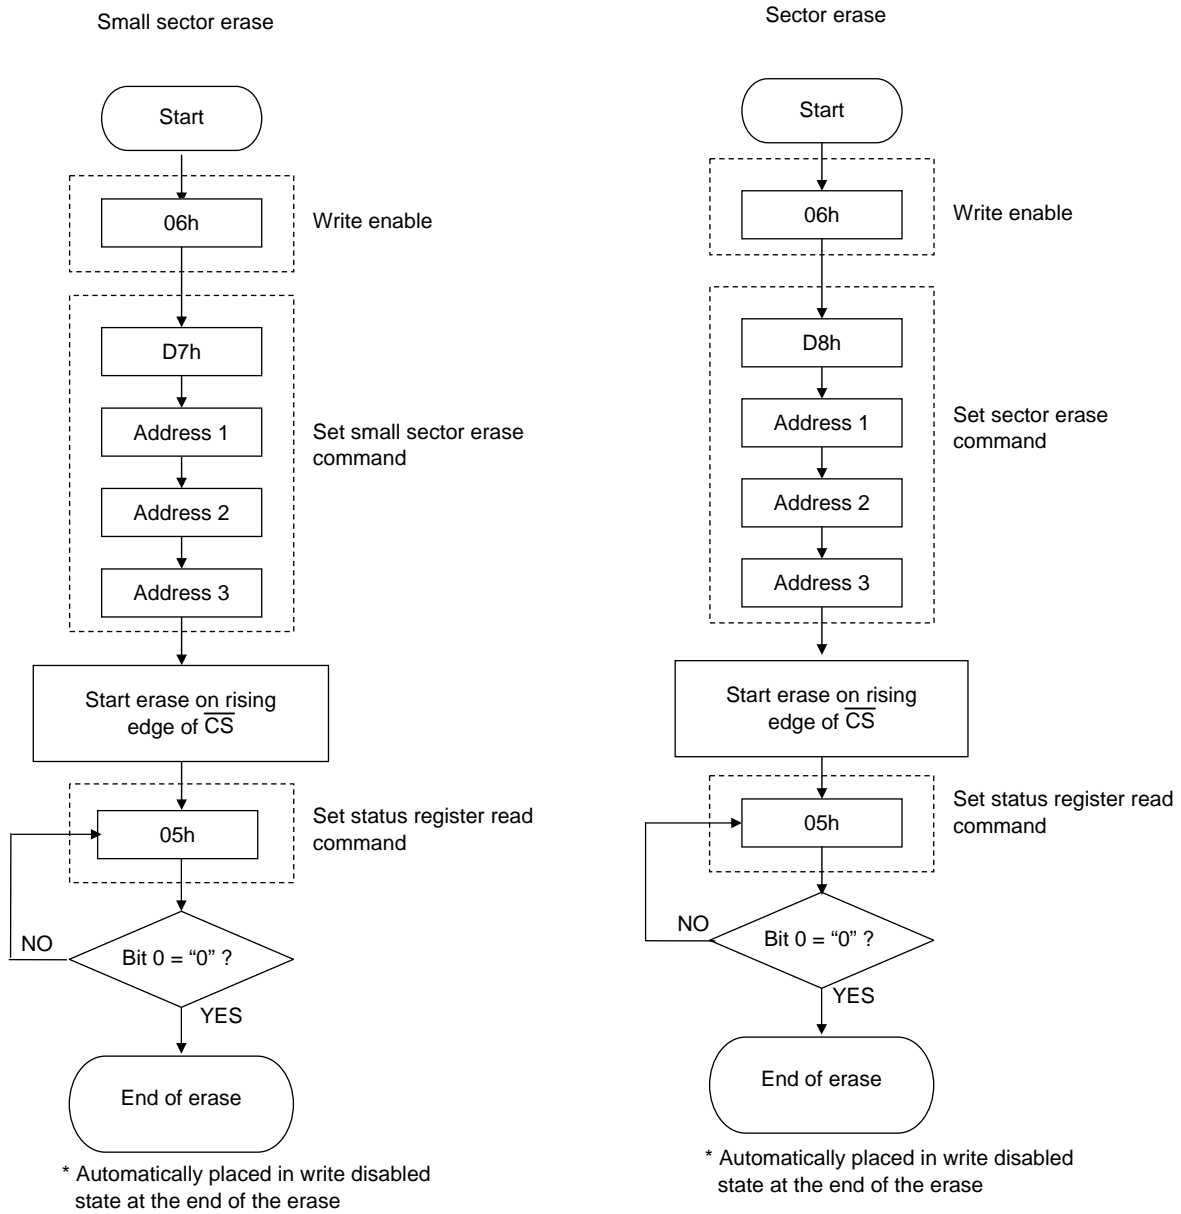 Small sector erase
Start
06h
Write enable
D7h
Address 1
Set small sector erase
command
Address 2
Address 3
Start erase on rising
edge of C̅S̅
05h
Set status register read
command
NO
Bit 0 = “0” ?
YES
End of erase
* Automatically placed in write disabled
state at the end of the erase
Sector erase
Start
06h
Write enable
D8h
Address 1
Set sector erase
command
Address 2
Address 3
Start erase on rising
edge of C̅S̅
05h
Set status register read
command
NO
Bit 0 = “0” ?
YES
End of erase
* Automatically placed in write disabled
state at the end of the erase